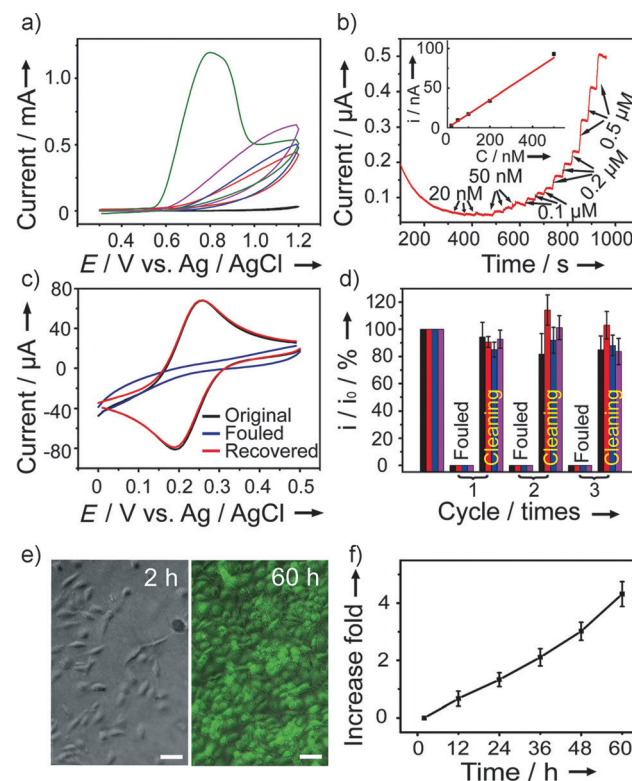 a)
Current / mA
1.0
0.5
0
0.4 0.6 0.8 1.0 1.2
E / V vs. Ag / AgCl
b)
Current / µA
0.5
0.4
0.3
0.2
0.1
i / nA
100
50
0
0 200 400
C / nM
20 nM
50 nM
0.1 µM
0.2 µM
0.5 µM
200 400 600 800 1000
Time / s
c)
Current / µA
80
40
0
-40
-80
Original
Fouled
Recovered
0 0.1 0.2 0.3 0.4 0.5
E / V vs. Ag / AgCl
d)
i / i₀ / %
120
100
80
60
40
20
0
Fouled
Cleaning
Fouled
Cleaning
Fouled
Cleaning
1 2 3
Cycle / times
e)
2 h
60 h
f)
Increase fold
4
2
0
0 12 24 36 48 60
Time / h